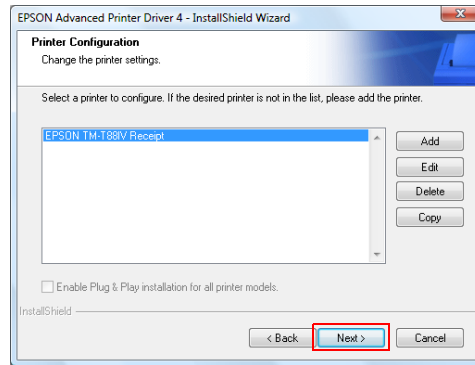 EPSON Advanced Printer Driver 4 - InstallShield Wizard
Printer Configuration
Change the printer settings.
Select a printer to configure. If the desired printer is not in the list, please add the printer.
EPSON TM-T88IV Receipt
Add
Edit
Delete
Copy
Enable Plug & Play installation for all printer models.
InstallShield
< Back
Next >
Cancel